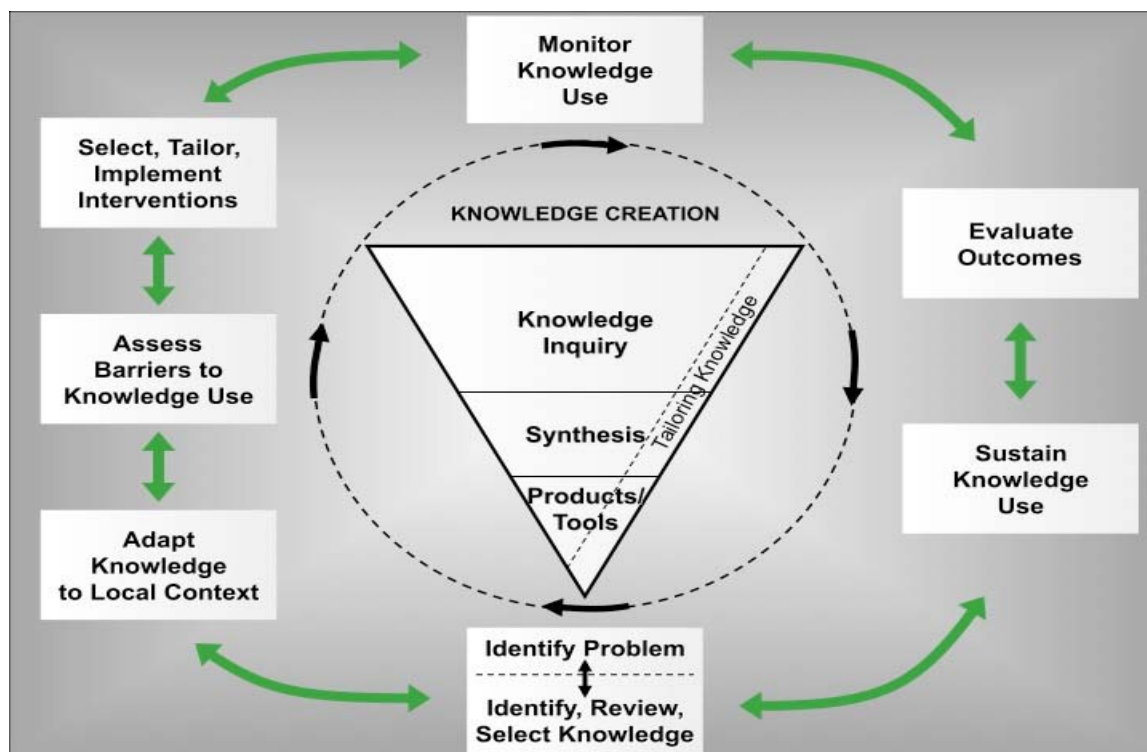 Monitor
Knowledge
Use
Select, Tailor,
Implement
Interventions
KNOWLEDGE CREATION
Evaluate
Outcomes
Knowledge
Inquiry
Tailoring Knowledge
Assess
Barriers to
Knowledge Use
Synthesis
Sustain
Knowledge
Use
Products/
Tools
Adapt
Knowledge
to Local Context
Identify Problem
Identify, Review,
Select Knowledge